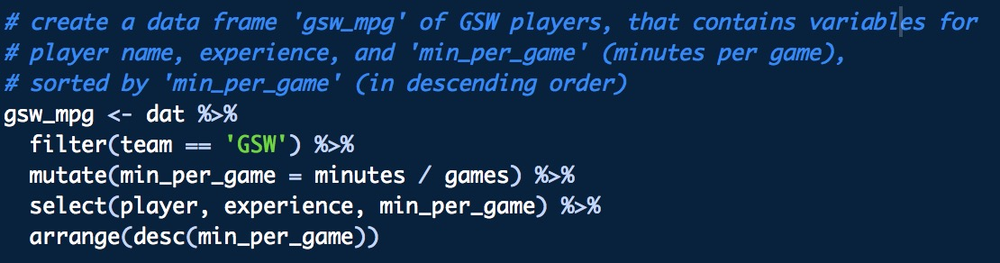 # create a data frame 'gsw_mpg' of GSW players, that contains variables for
# player name, experience, and 'min_per_game' (minutes per game),
# sorted by 'min_per_game' (in descending order)
gsw_mpg <- dat %>%
  filter(team == 'GSW') %>%
  mutate(min_per_game = minutes / games) %>%
  select(player, experience, min_per_game) %>%
  arrange(desc(min_per_game))